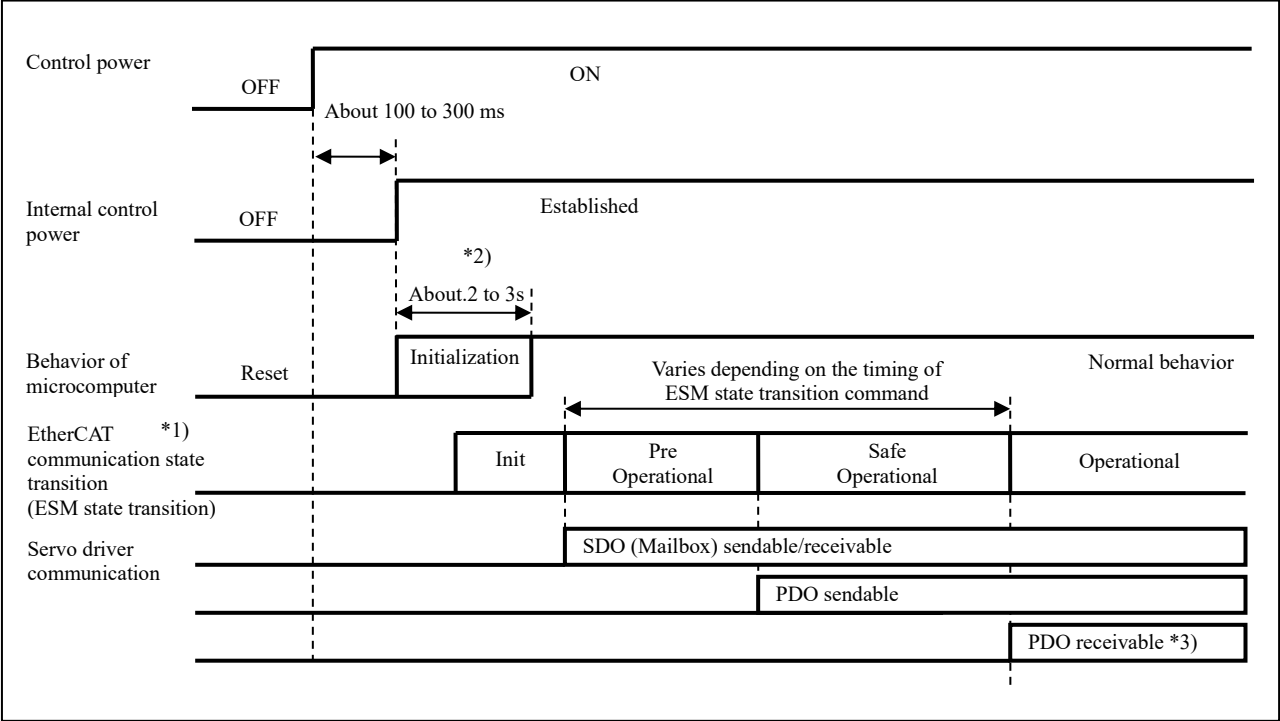 Control power
OFF
ON
About 100 to 300 ms
Internal control
power
OFF
Established
*2)
About.2 to 3s
Behavior of
microcomputer
Reset
Initialization
Varies depending on the timing of
ESM state transition command
Normal behavior
EtherCAT *1)
communication state
transition
(ESM state transition)
Init
Pre
Operational
Safe
Operational
Operational
Servo driver
communication
SDO (Mailbox) sendable/receivable
PDO sendable
PDO receivable *3)